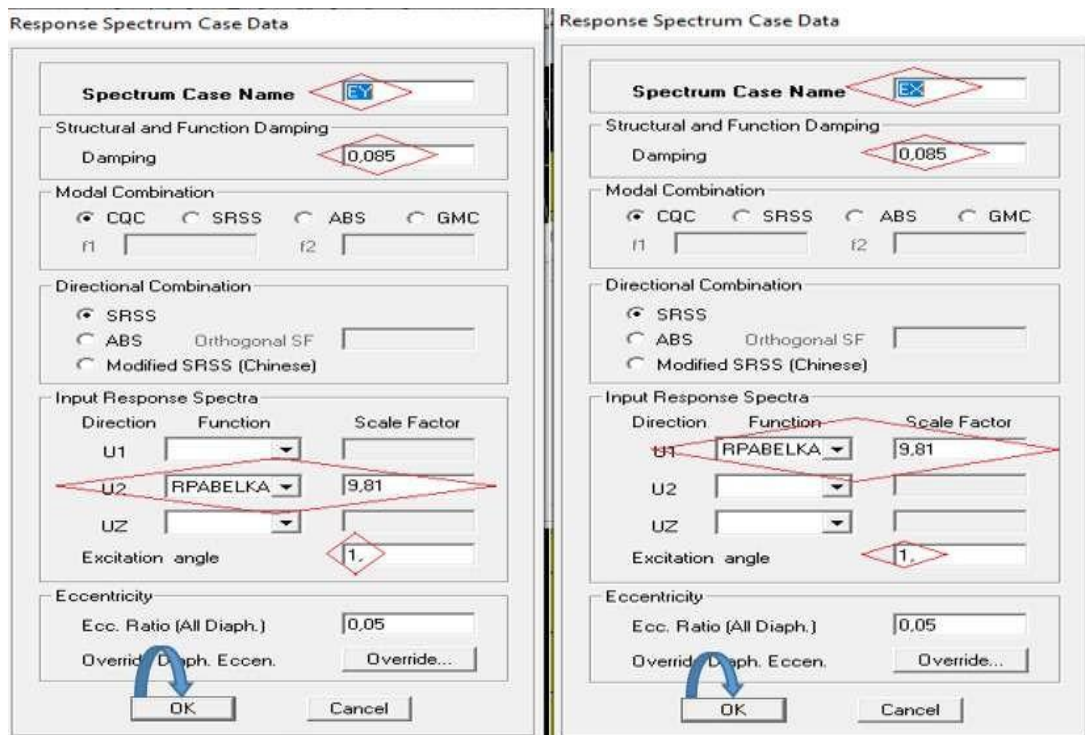 Response Spectrum Case Data
Spectrum Case Name EY
Structural and Function Damping
Damping 0,085
Modal Combination
CQC SRSS ABS GMC
f1 f2
Directional Combination
SRSS
ABS Orthogonal SF
Modified SRSS (Chinese)
Input Response Spectra
Direction Function Scale Factor
U1
U2 RPABELKA 9,81
UZ
Excitation angle 1,
Eccentricity
Ecc. Ratio (All Diaph.) 0,05
Override Diaph. Eccen. Override...
OK Cancel
Response Spectrum Case Data
Spectrum Case Name EX
Structural and Function Damping
Damping 0,085
Modal Combination
CQC SRSS ABS GMC
f1 f2
Directional Combination
SRSS
ABS Orthogonal SF
Modified SRSS (Chinese)
Input Response Spectra
Direction Function Scale Factor
U1 RPABELKA 9,81
U2
UZ
Excitation angle 1,
Eccentricity
Ecc. Ratio (All Diaph.) 0,05
Override Diaph. Eccen. Override...
OK Cancel